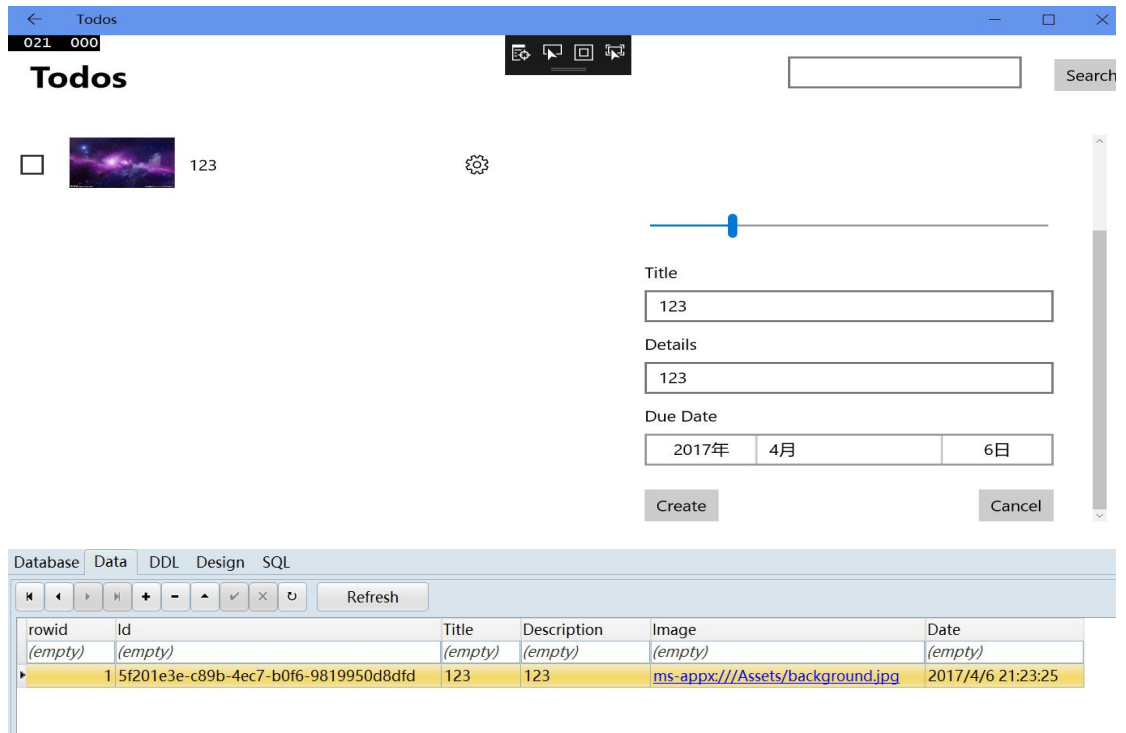 Todos
021 000
Todos
Search
123
Title
123
Details
123
Due Date
2017年 4月 6日
Create Cancel
Database Data DDL Design SQL
Refresh
rowid Id Title Description Image Date
(empty) (empty) (empty) (empty) (empty) (empty)
1 5f201e3e-c89b-4ec7-b0f6-9819950d8dfd 123 123 ms-appx:///Assets/background.jpg 2017/4/6 21:23:25